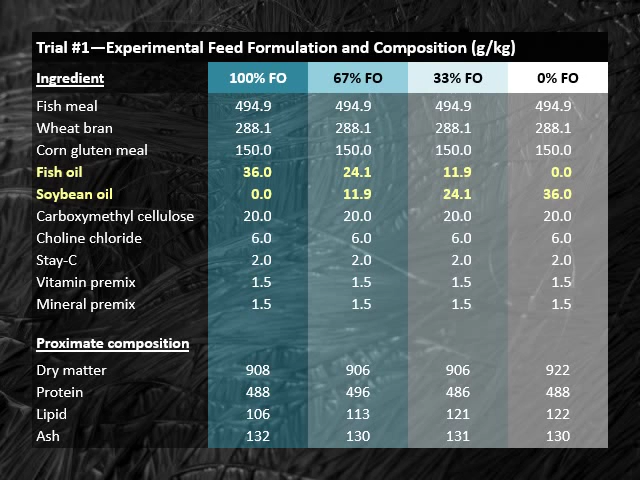 Trial #1—Experimental Feed Formulation and Composition (g/kg)
Ingredient 100% FO 67% FO 33% FO 0% FO
Fish meal 494.9 494.9 494.9 494.9
Wheat bran 288.1 288.1 288.1 288.1
Corn gluten meal 150.0 150.0 150.0 150.0
Fish oil 36.0 24.1 11.9 0.0
Soybean oil 0.0 11.9 24.1 36.0
Carboxymethyl cellulose 20.0 20.0 20.0 20.0
Choline chloride 6.0 6.0 6.0 6.0
Stay-C 2.0 2.0 2.0 2.0
Vitamin premix 1.5 1.5 1.5 1.5
Mineral premix 1.5 1.5 1.5 1.5
Proximate composition
Dry matter 908 906 906 922
Protein 488 496 486 488
Lipid 106 113 121 122
Ash 132 130 131 130